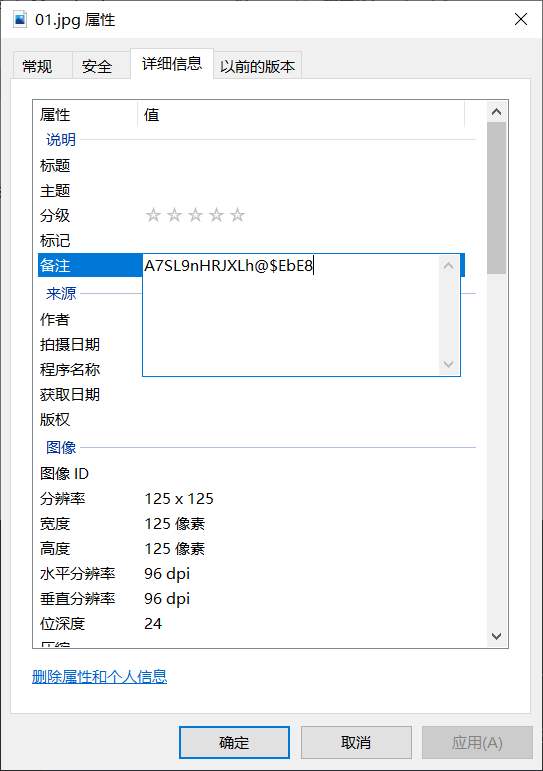 01.jpg 属性
常规 安全 详细信息 以前的版本
属性 值
说明
标题
主题
分级 ☆☆☆☆☆
标记
备注 A7SL9nHRJXLh@$EbE8
来源
作者
拍摄日期
程序名称
获取日期
版权
图像
图像 ID
分辨率 125 x 125
宽度 125 像素
高度 125 像素
水平分辨率 96 dpi
垂直分辨率 96 dpi
位深度 24
删除属性和个人信息
确定 取消 应用(A)